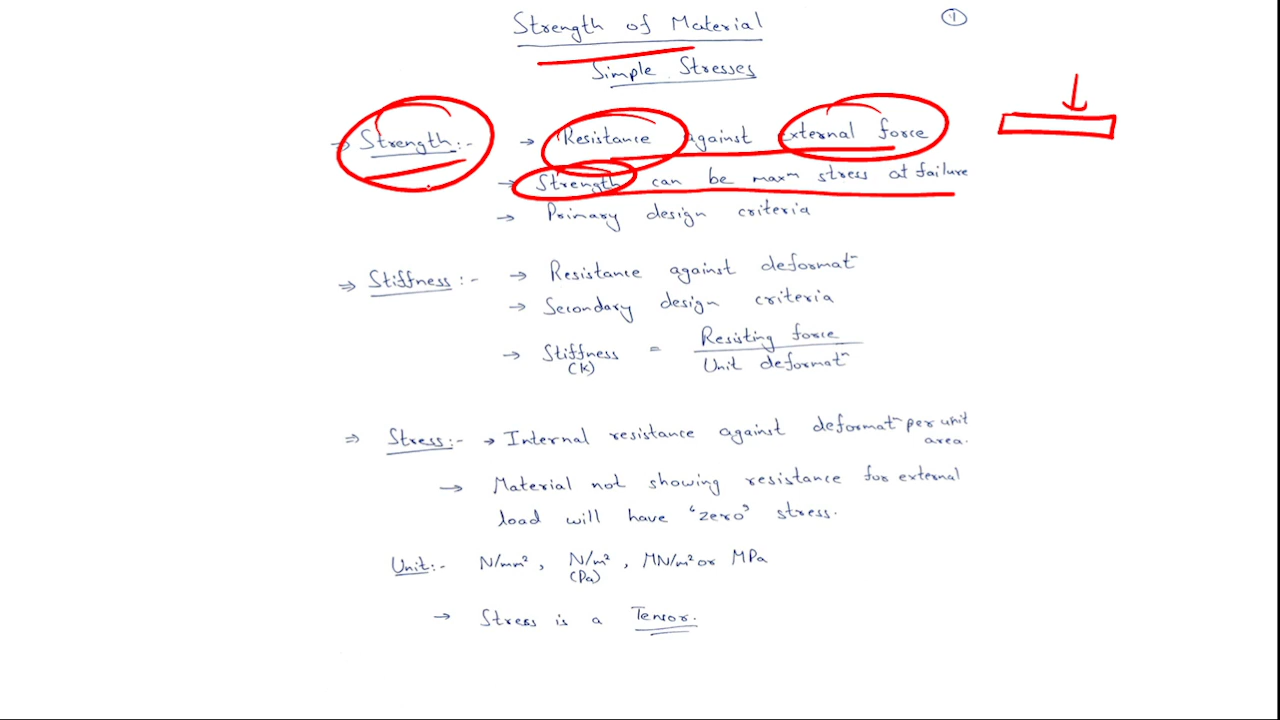 Strength of Material
1
Simple Stresses
⇒ Strength:- → Resistance against external force
→ Strength can be maxm stress at failure
→ Primary design criteria
⇒ Stiffness:- → Resistance against deformatⁿ
→ Secondary design criteria
→ Stiffness (K) = Resisting force / Unit deformatⁿ
⇒ Stress:- → Internal resistance against deformatⁿ per unit area.
→ Material not showing resistance for external
load will have 'zero' stress.
Unit:- N/mm², N/m² (Pa), MN/m² or MPa
→ Stress is a Tensor.